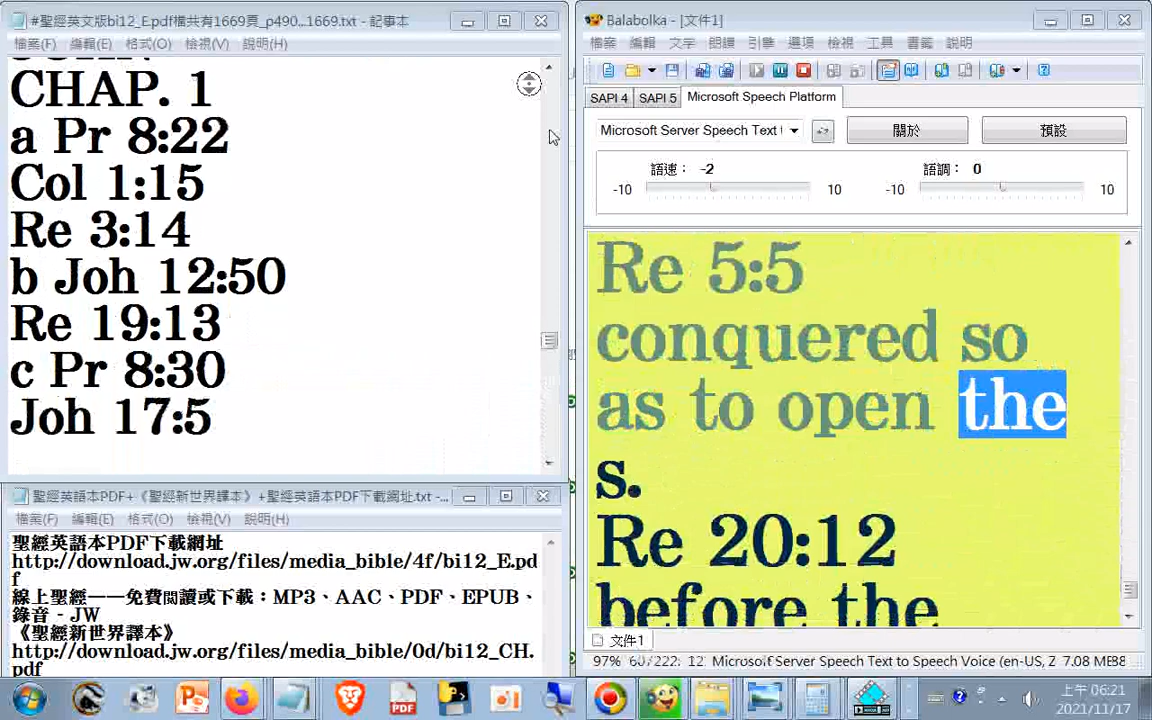 #聖經英文版bi12_E.pdf檔共有1669頁_p490...1669.txt - 記事本
檔案(F) 編輯(E) 格式(O) 檢視(V) 說明(H)
CHAP. 1
a Pr 8:22
Col 1:15
Re 3:14
b Joh 12:50
Re 19:13
c Pr 8:30
Joh 17:5
聖經英語本PDF+《聖經新世界譯本》+聖經英語本PDF下載網址.txt -...
檔案(F) 編輯(E) 格式(O) 檢視(V) 說明(H)
聖經英語本PDF下載網址
http://download.jw.org/files/media_bible/4f/bi12_E.pd
f
線上聖經——免費閱讀或下載：MP3、AAC、PDF、EPUB、
錄音 - JW
《聖經新世界譯本》
http://download.jw.org/files/media_bible/0d/bi12_CH.
pdf
Balabolka - [文件1]
檔案 編輯 文字 朗讀 引擎 選項 檢視 工具 書籤 說明
SAPI 4 SAPI 5 Microsoft Speech Platform
Microsoft Server Speech Text 關於 預設
語速： -2 語調： 0
-10 10 -10 10
Re 5:5
conquered so
as to open the
s.
Re 20:12
before the
文件1
97% 60/222: 12: Microsoft Server Speech Text to Speech Voice (en-US, Z 7.08 MB
上午 06:21
2021/11/17